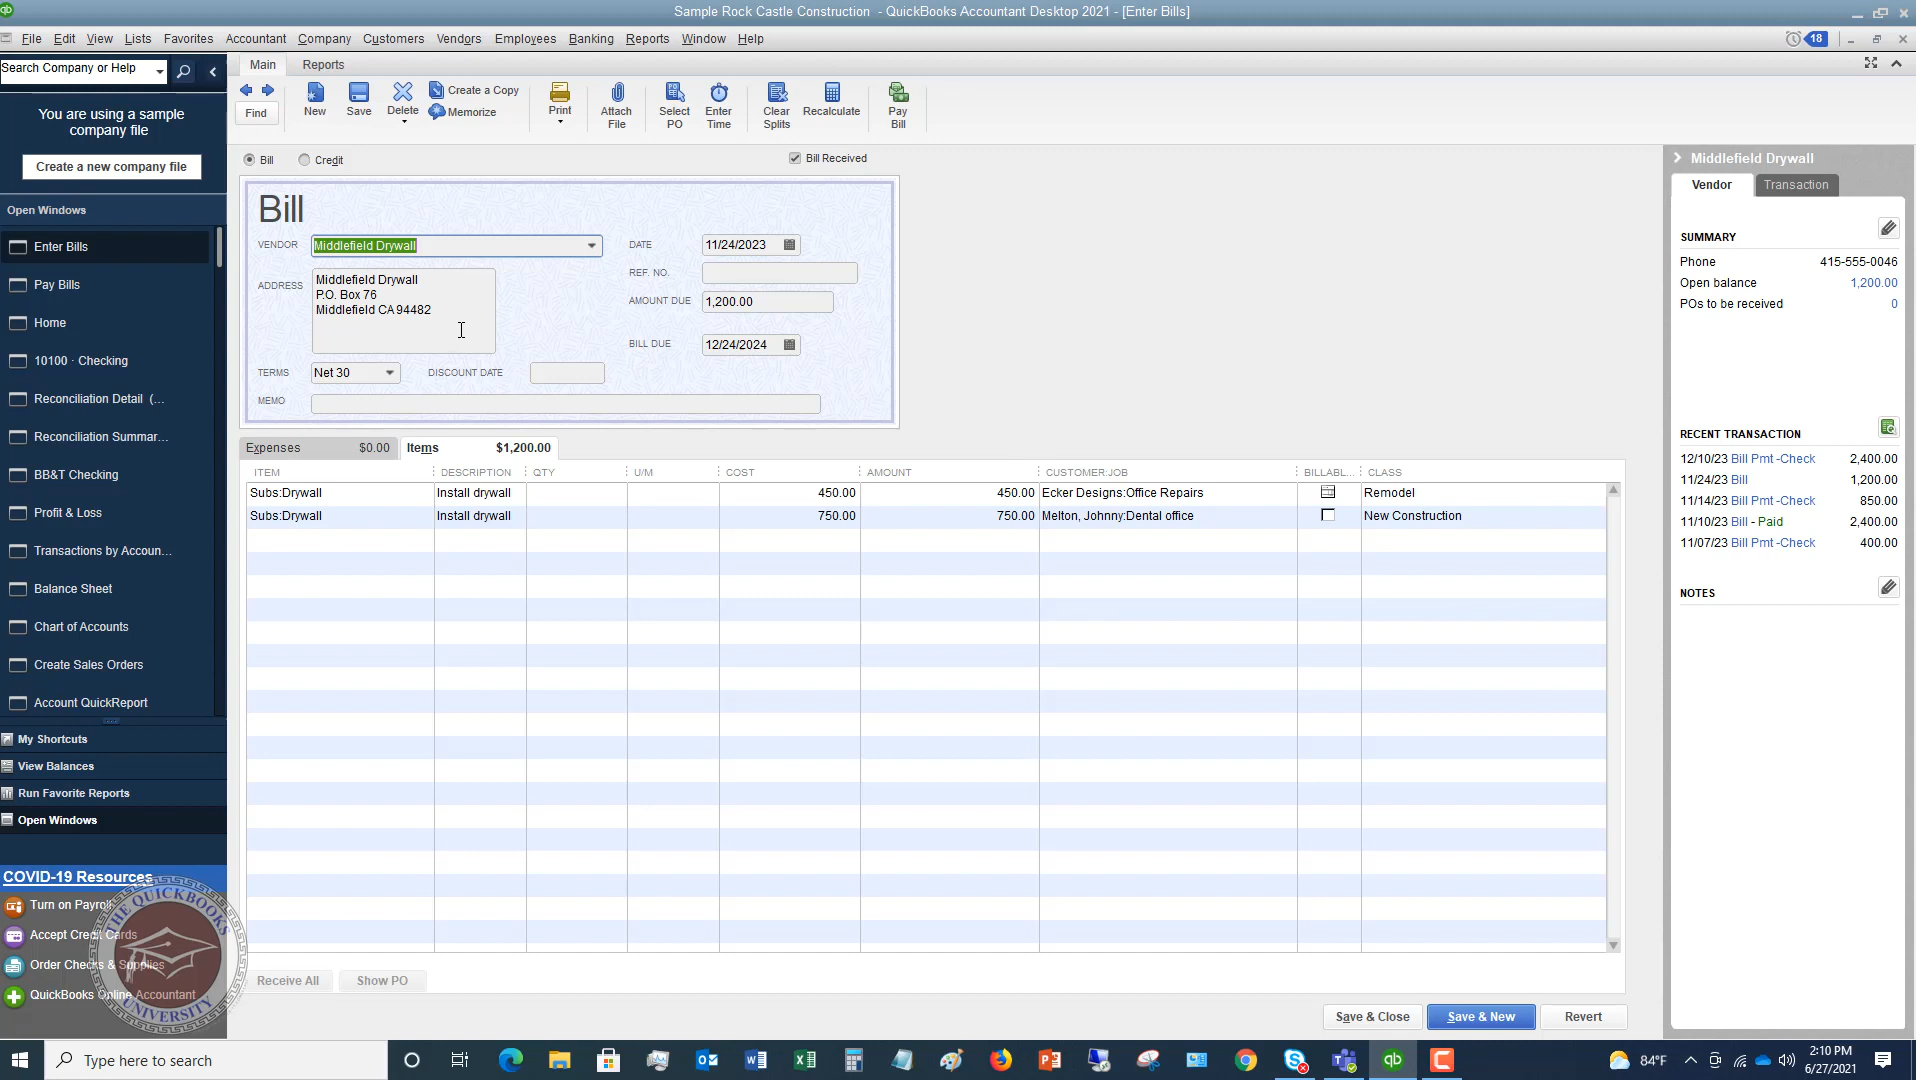 Sample Rock Castle Construction - QuickBooks Accountant Desktop 2021 - [Enter Bills]
File Edit View Lists Favorites Accountant Company Customers Vendors Employees Banking Reports Window Help
18
Search Company or Help
You are using a sample
company file
Create a new company file
Open Windows
Enter Bills
Pay Bills
Home
10100 · Checking
Reconciliation Detail (...
Reconciliation Summar...
BB&T Checking
Profit & Loss
Transactions by Accoun...
Balance Sheet
Chart of Accounts
Create Sales Orders
Account QuickReport
My Shortcuts
View Balances
Run Favorite Reports
Open Windows
COVID-19 Resources
Turn on Payroll
Accept Credit Cards
Order Checks & Supplies
QuickBooks Online Accountant
THE QUICKBOOKS
UNIVERSITY
Main Reports
Find
New
Save
Delete
Create a Copy
Memorize
Print
Attach
File
Select
PO
Enter
Time
Clear
Splits
Recalculate
Pay
Bill
Bill Credit Bill Received
Bill
VENDOR Middlefield Drywall DATE 11/24/2023
REF. NO.
ADDRESS Middlefield Drywall
P.O. Box 76
Middlefield CA 94482
AMOUNT DUE 1,200.00
BILL DUE 12/24/2024
TERMS Net 30 DISCOUNT DATE
MEMO
Expenses $0.00 Items $1,200.00
ITEM DESCRIPTION QTY U/M COST AMOUNT CUSTOMER:JOB BILLABL... CLASS
Subs:Drywall Install drywall 450.00 450.00 Ecker Designs:Office Repairs Remodel
Subs:Drywall Install drywall 750.00 750.00 Melton, Johnny:Dental office New Construction
Receive All Show PO
Save & Close Save & New Revert
Middlefield Drywall
Vendor Transaction
SUMMARY
Phone 415-555-0046
Open balance 1,200.00
POs to be received 0
RECENT TRANSACTION
12/10/23 Bill Pmt -Check 2,400.00
11/24/23 Bill 1,200.00
11/14/23 Bill Pmt -Check 850.00
11/10/23 Bill - Paid 2,400.00
11/07/23 Bill Pmt -Check 400.00
NOTES
Type here to search
84°F
2:10 PM
6/27/2021